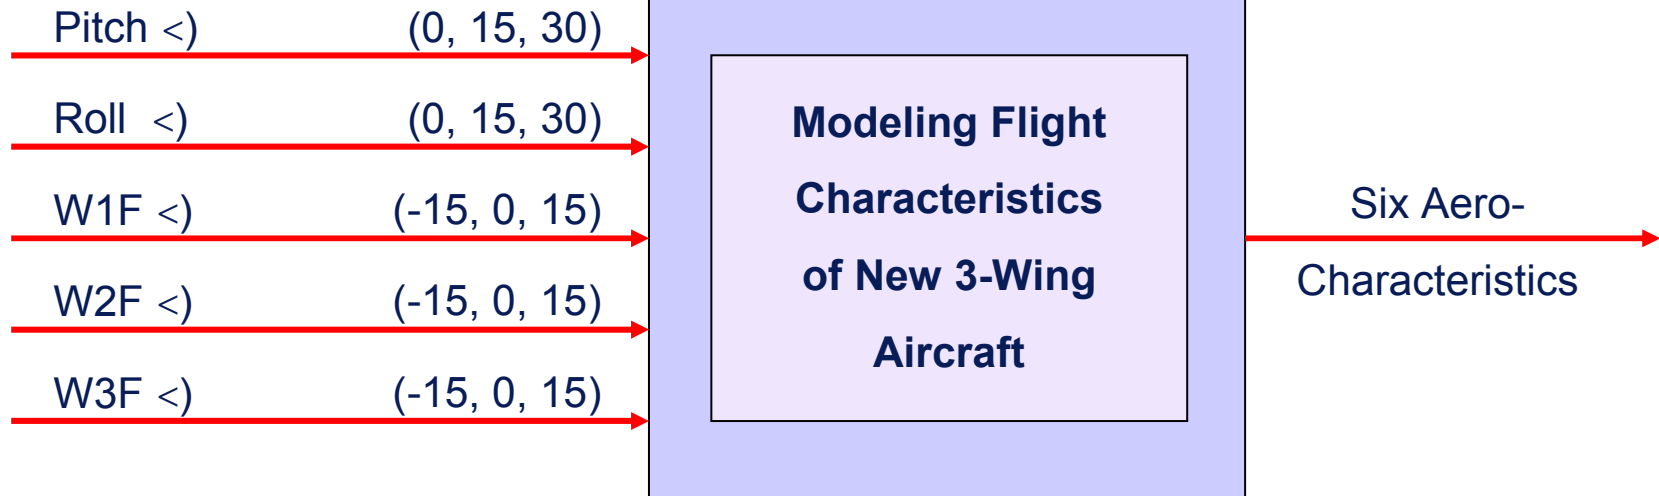 Pitch <) (0, 15, 30)
Roll <) (0, 15, 30)
W1F <) (-15, 0, 15)
W2F <) (-15, 0, 15)
W3F <) (-15, 0, 15)
Modeling Flight
Characteristics
of New 3-Wing
Aircraft
Six Aero-
Characteristics